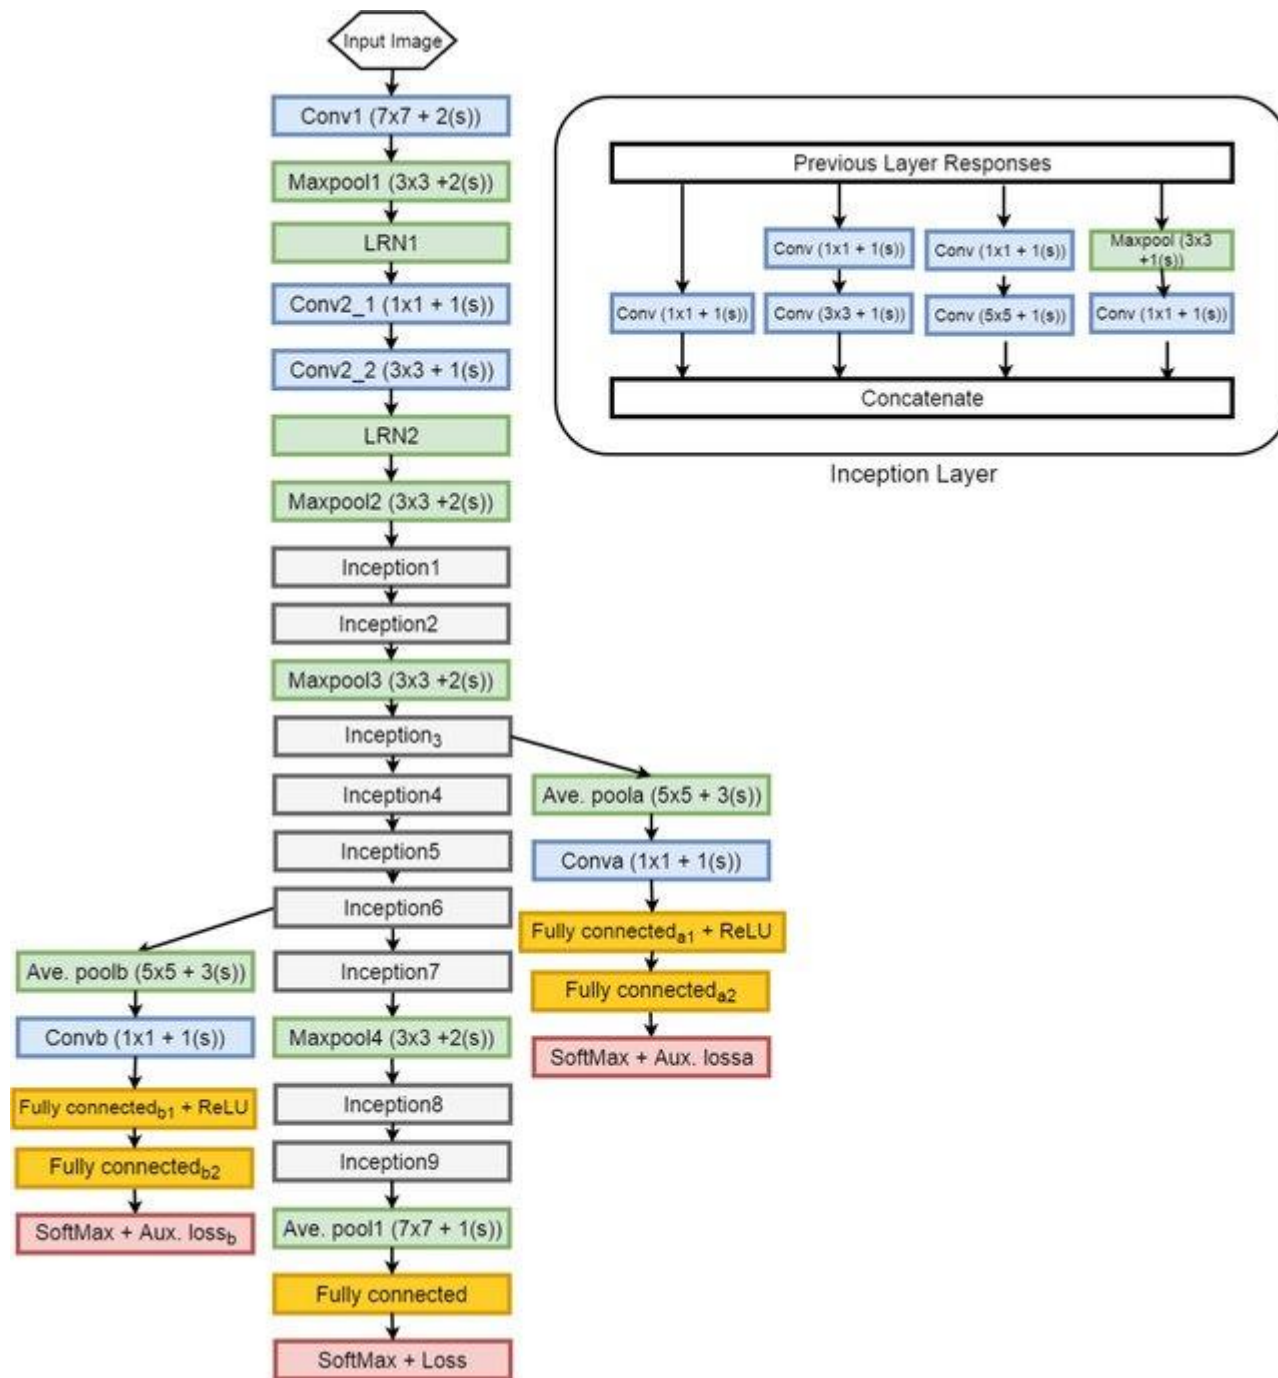 Input Image
Conv1 (7x7 + 2(s))
Maxpool1 (3x3 +2(s))
LRN1
Conv2_1 (1x1 + 1(s))
Conv2_2 (3x3 + 1(s))
LRN2
Maxpool2 (3x3 +2(s))
Inception1
Inception2
Maxpool3 (3x3 +2(s))
Inception3
Inception4
Inception5
Inception6
Inception7
Maxpool4 (3x3 +2(s))
Inception8
Inception9
Ave. pool1 (7x7 + 1(s))
Fully connected
SoftMax + Loss
Ave. poola (5x5 + 3(s))
Conva (1x1 + 1(s))
Fully connecteda1 + ReLU
Fully connecteda2
SoftMax + Aux. lossa
Ave. poolb (5x5 + 3(s))
Convb (1x1 + 1(s))
Fully connectedb1 + ReLU
Fully connectedb2
SoftMax + Aux. lossb
Previous Layer Responses
Conv (1x1 + 1(s))
Conv (1x1 + 1(s))
Maxpool (3x3
+1(s))
Conv (1x1 + 1(s))
Conv (3x3 + 1(s))
Conv (5x5 + 1(s))
Conv (1x1 + 1(s))
Concatenate
Inception Layer